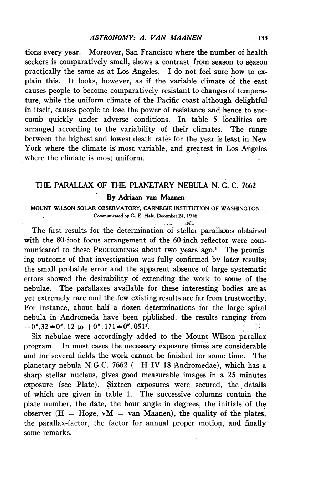 ASTRONOMY: A. VAN MAANEN 133
tions every year. Moreover, San Francisco where the number of health
seekers is comparatively small, shows a contrast from season to season
practically the same as at Los Angeles. I do not feel sure how to ex-
plain this. It looks, however, as if the variable climate of the east
causes people to become comparatively resistant to changes of tempera-
ture, while the uniform climate of the Pacific coast although delightful
in itself, causes people to lose the power of resistance and hence to suc-
cumb quickly under adverse conditions. In table 5 localities are
arranged according to the variability of their climates. The range
between the highest and lowest death rates for the year is least in New
York where the climate is most variable, and greatest in Los Angeles
where the climate is most uniform.
THE PARALLAX OF THE PLANETARY NEBULA N. G. C. 7662
By Adriaan van Maanen
MOUNT WILSON SOLAR OBSERVATORY, CARNEGIE INSTITUTION OF WASHINGTON
Communicated by G. E. Hale, December 21, 1916
The first results for the determination of stellar parallaxes obtained
with the 80-foot focus arrangement of the 60-inch reflector were com-
municated to these PROCEEDINGS about two years ago.¹ The promis-
ing outcome of that investigation was fully confirmed by later results;
the small probable error and the apparent absence of large systematic
errors showed the desirability of extending the work to some of the
nebulae. The parallaxes available for these interesting bodies are as
yet extremely rare and the few existing results are far from trustworthy.
For instance, about half a dozen determinations for the large spiral
nebula in Andromeda have been published, the results ranging from
-0".32±0".12 to +0".171±0".051².
Six nebulae were accordingly added to the Mount Wilson parallax
program. In most cases the necessary exposure times are considerable
and for several fields the work cannot be finished for some time. The
planetary nebula N.G.C. 7662 (= H IV 18 Andromedae), which has a
sharp stellar nucleus, gives good measurable images in a 25 minutes
exposure (see Plate). Sixteen exposures were secured, the details
of which are given in table 1. The successive columns contain the
plate number, the date, the hour angle in degrees, the initials of the
observer (H = Hoge, vM = van Maanen), the quality of the plates,
the parallax-factor, the factor for annual proper motion, and finally
some remarks.